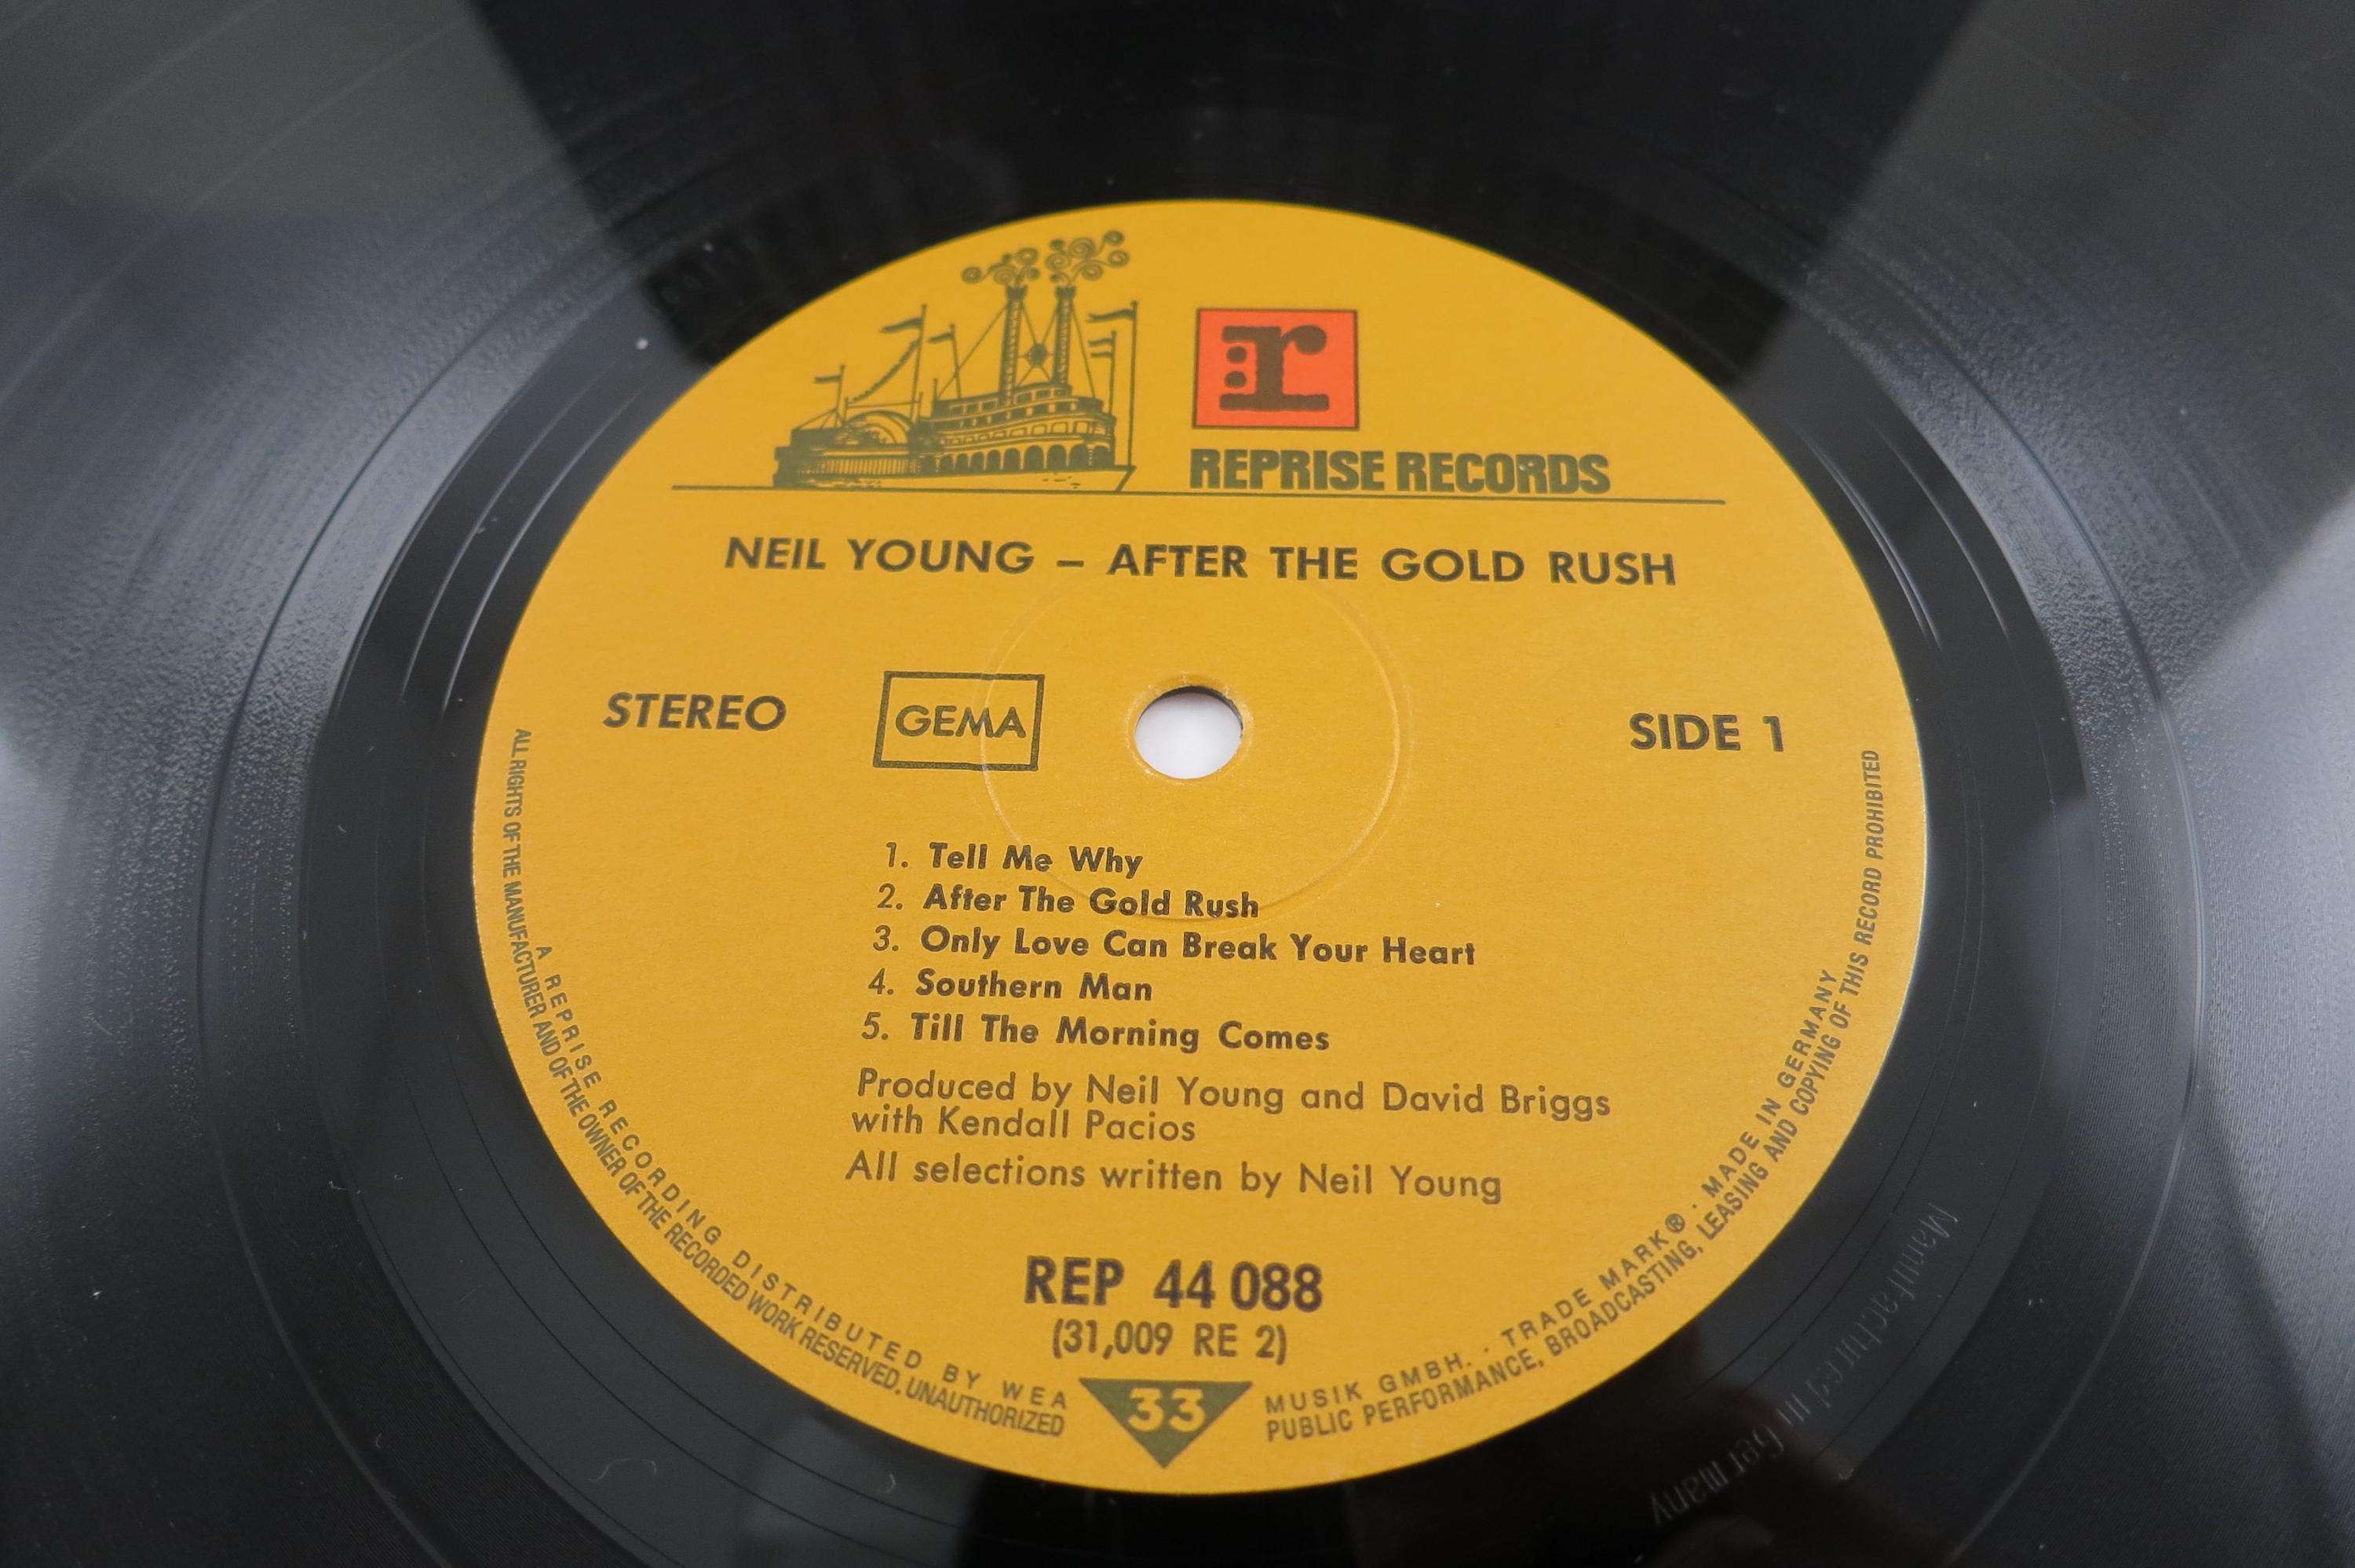 r
REPRISE RECORDS
NEIL YOUNG – AFTER THE GOLD RUSH
STEREO
GEMA
SIDE 1
1. Tell Me Why
2. After The Gold Rush
3. Only Love Can Break Your Heart
4. Southern Man
5. Till The Morning Comes
Produced by Neil Young and David Briggs
with Kendall Pacios
All selections written by Neil Young
REP 44 088
(31,009 RE 2)
33
A REPRISE RECORDING DISTRIBUTED BY WEA MUSIK GMBH. · TRADE MARK® · MADE IN GERMANY
ALL RIGHTS OF THE MANUFACTURER AND OF THE OWNER OF THE RECORDED WORK RESERVED. UNAUTHORIZED PUBLIC PERFORMANCE, BROADCASTING, LEASING AND COPYING OF THIS RECORD PROHIBITED
Manufactured in Germany